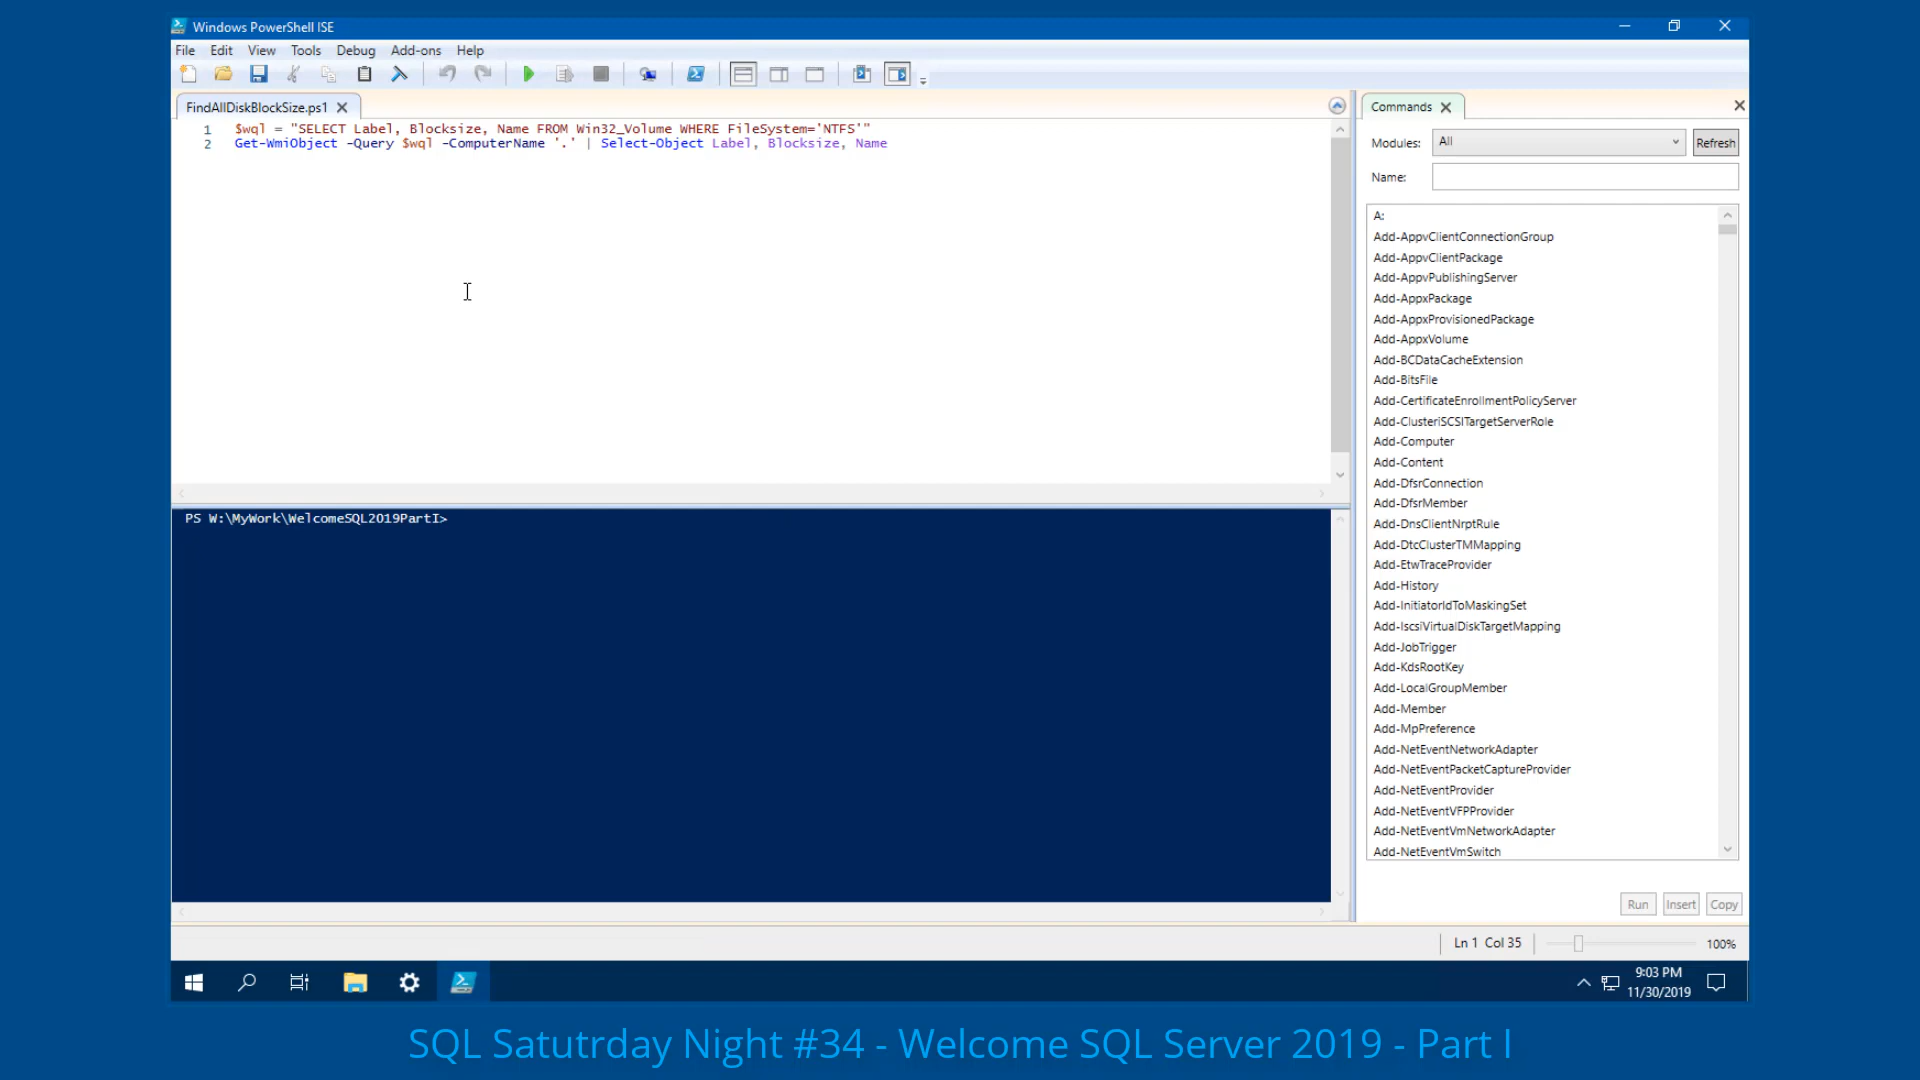 Windows PowerShell ISE
File Edit View Tools Debug Add-ons Help
FindAllDiskBlockSize.ps1
1 $wql = "SELECT Label, Blocksize, Name FROM Win32_Volume WHERE FileSystem='NTFS'"
2 Get-WmiObject -Query $wql -ComputerName '.' | Select-Object Label, Blocksize, Name
PS W:\MyWork\WelcomeSQL2019PartI>
Commands
Modules: All Refresh
Name:
A:
Add-AppvClientConnectionGroup
Add-AppvClientPackage
Add-AppvPublishingServer
Add-AppxPackage
Add-AppxProvisionedPackage
Add-AppxVolume
Add-BCDataCacheExtension
Add-BitsFile
Add-CertificateEnrollmentPolicyServer
Add-ClusteriSCSITargetServerRole
Add-Computer
Add-Content
Add-DfsrConnection
Add-DfsrMember
Add-DnsClientNrptRule
Add-DtcClusterTMMapping
Add-EtwTraceProvider
Add-History
Add-InitiatorIdToMaskingSet
Add-IscsiVirtualDiskTargetMapping
Add-JobTrigger
Add-KdsRootKey
Add-LocalGroupMember
Add-Member
Add-MpPreference
Add-NetEventNetworkAdapter
Add-NetEventPacketCaptureProvider
Add-NetEventProvider
Add-NetEventVFPProvider
Add-NetEventVmNetworkAdapter
Add-NetEventVmSwitch
Run Insert Copy
Ln 1 Col 35 100%
9:03 PM
11/30/2019
SQL Satutrday Night #34 - Welcome SQL Server 2019 - Part I